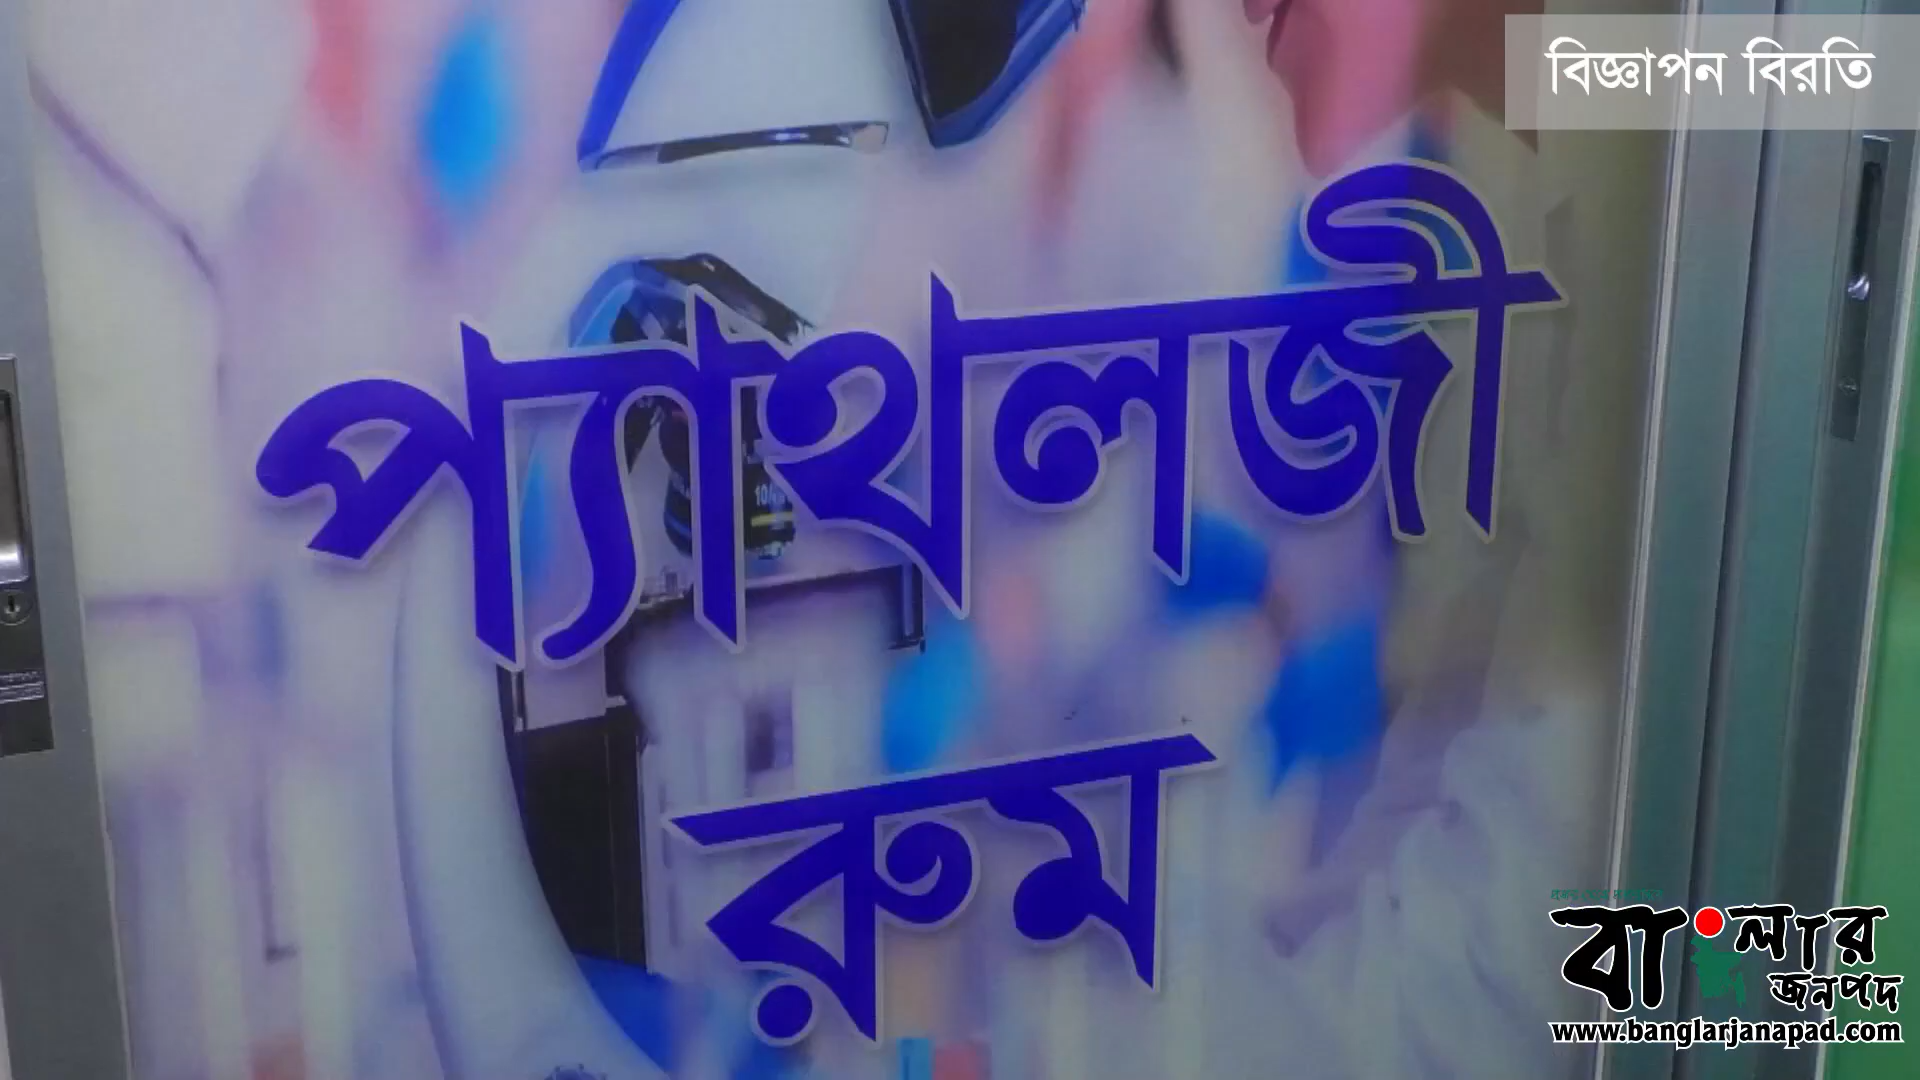 বিজ্ঞাপন বিরতি
প্যাথলজী
রুম
বাংলার
জনপদ
www.banglarjanapad.com